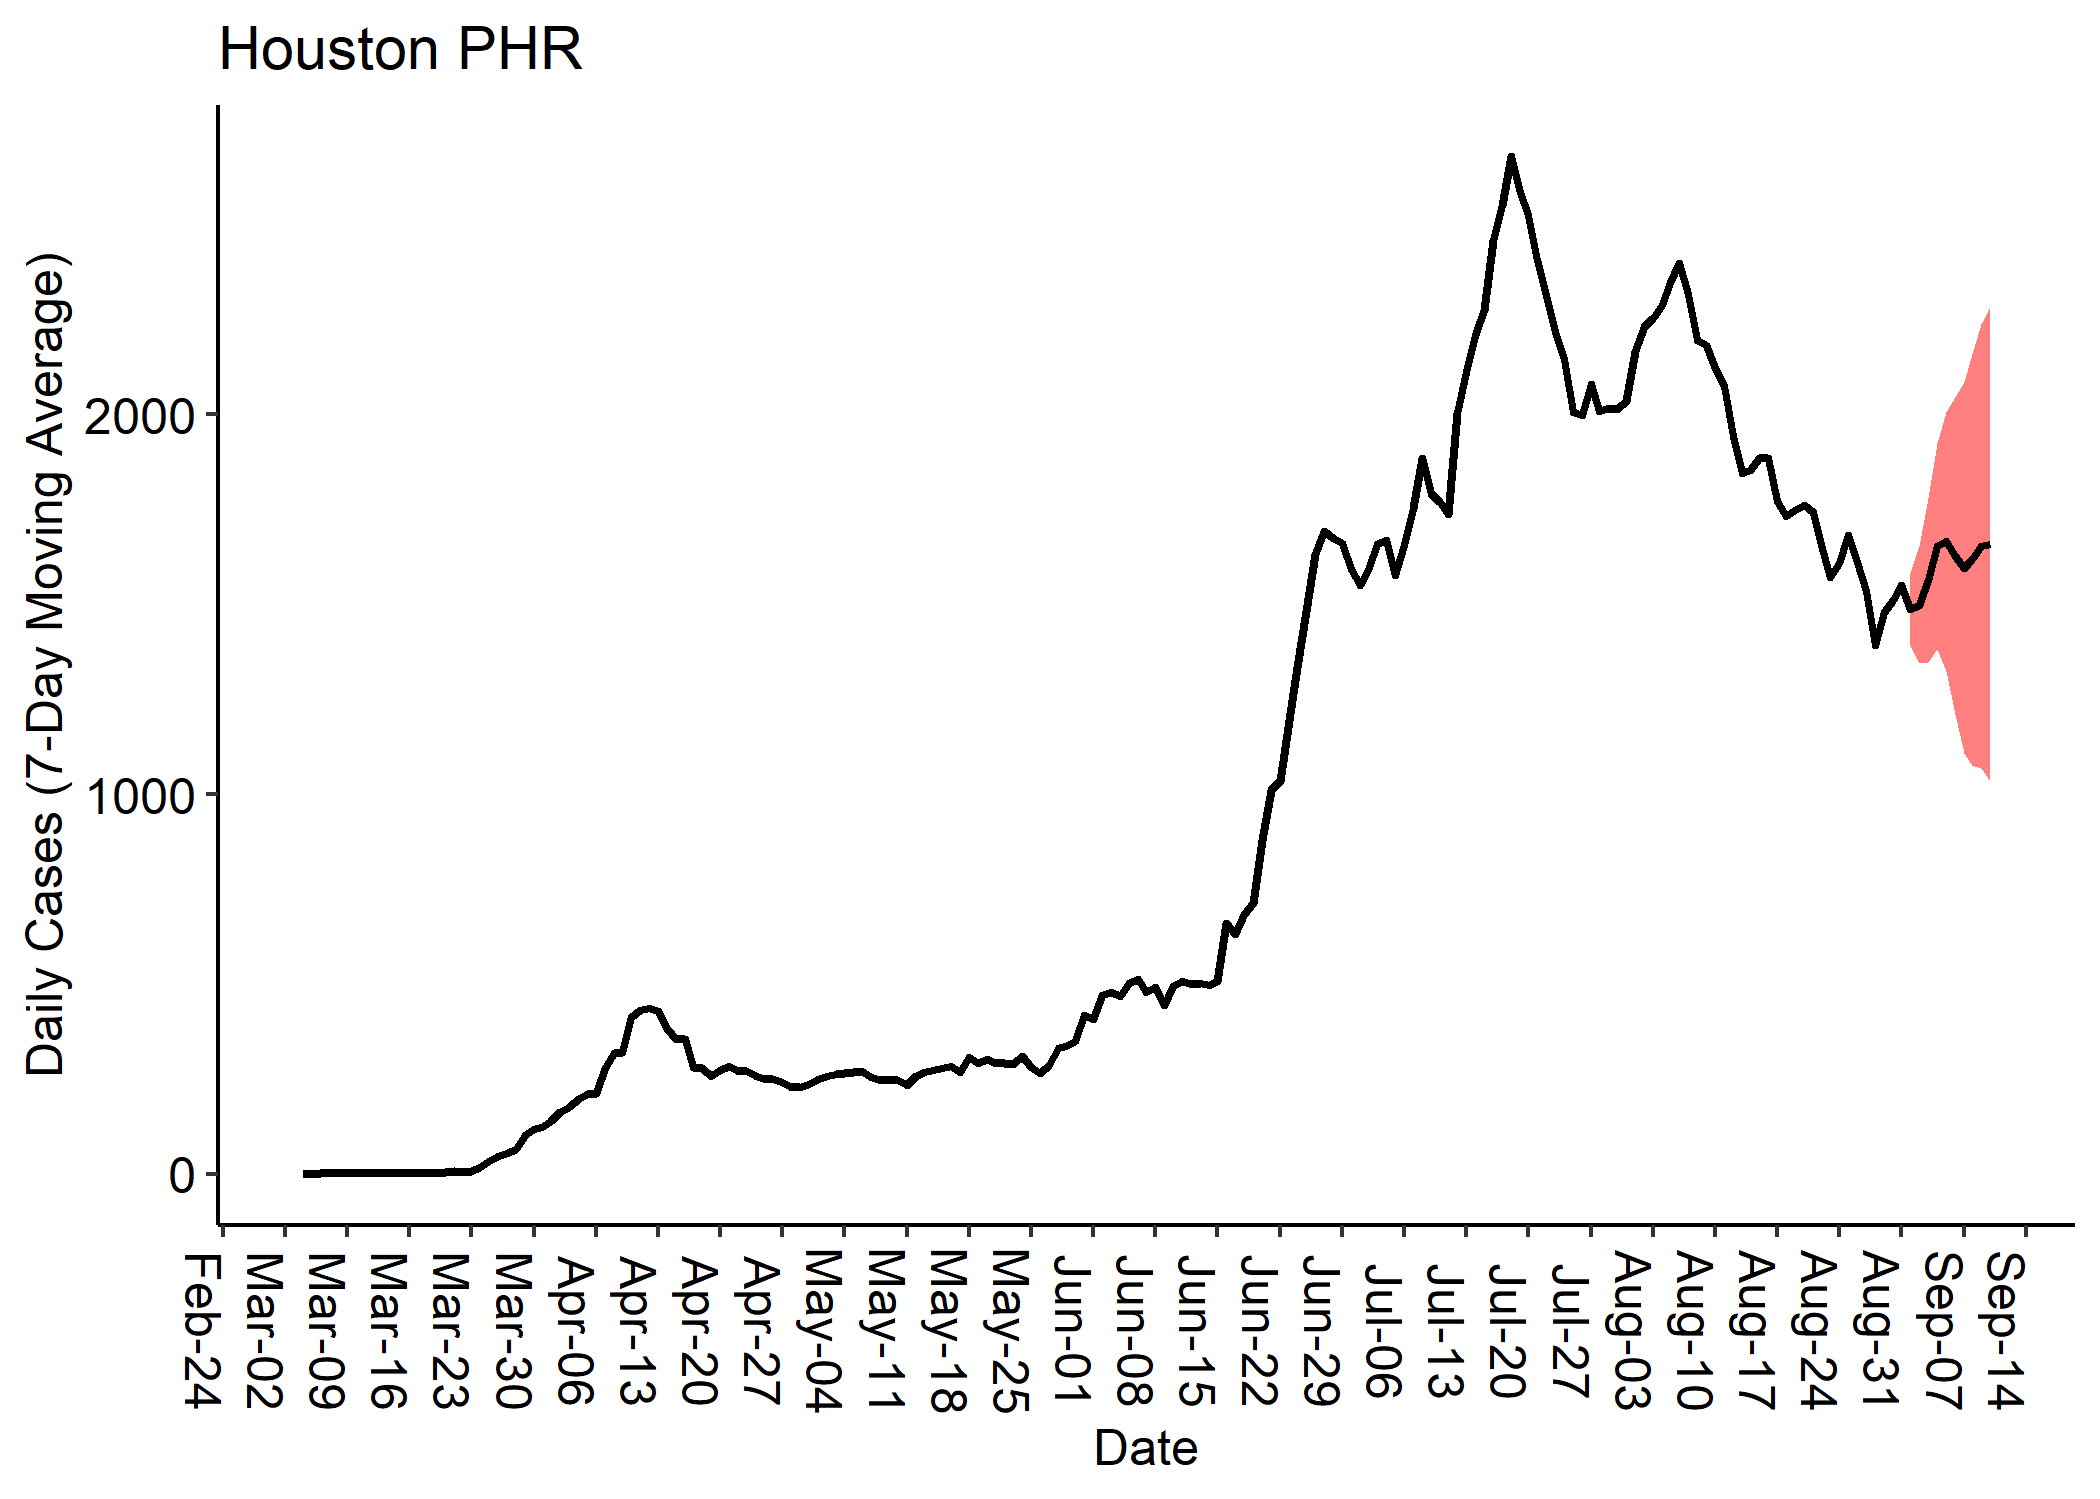 Houston PHR
Daily Cases (7-Day Moving Average)
2000
1000
0
Feb-24
Mar-02
Mar-09
Mar-16
Mar-23
Mar-30
Apr-06
Apr-13
Apr-20
Apr-27
May-04
May-11
May-18
May-25
Jun-01
Jun-08
Jun-15
Jun-22
Jun-29
Jul-06
Jul-13
Jul-20
Jul-27
Aug-03
Aug-10
Aug-17
Aug-24
Aug-31
Sep-07
Sep-14
Date